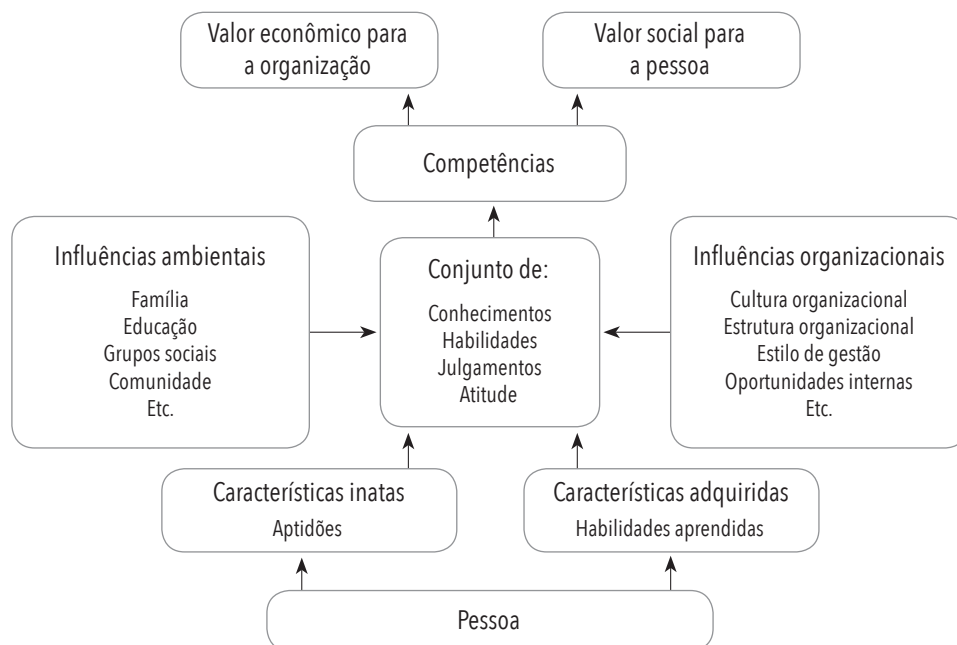 Valor econômico para
a organização
Valor social para
a pessoa
Competências
Influências ambientais
Família
Educação
Grupos sociais
Comunidade
Etc.
Conjunto de:
Conhecimentos
Habilidades
Julgamentos
Atitude
Influências organizacionais
Cultura organizacional
Estrutura organizacional
Estilo de gestão
Oportunidades internas
Etc.
Características inatas
Aptidões
Características adquiridas
Habilidades aprendidas
Pessoa